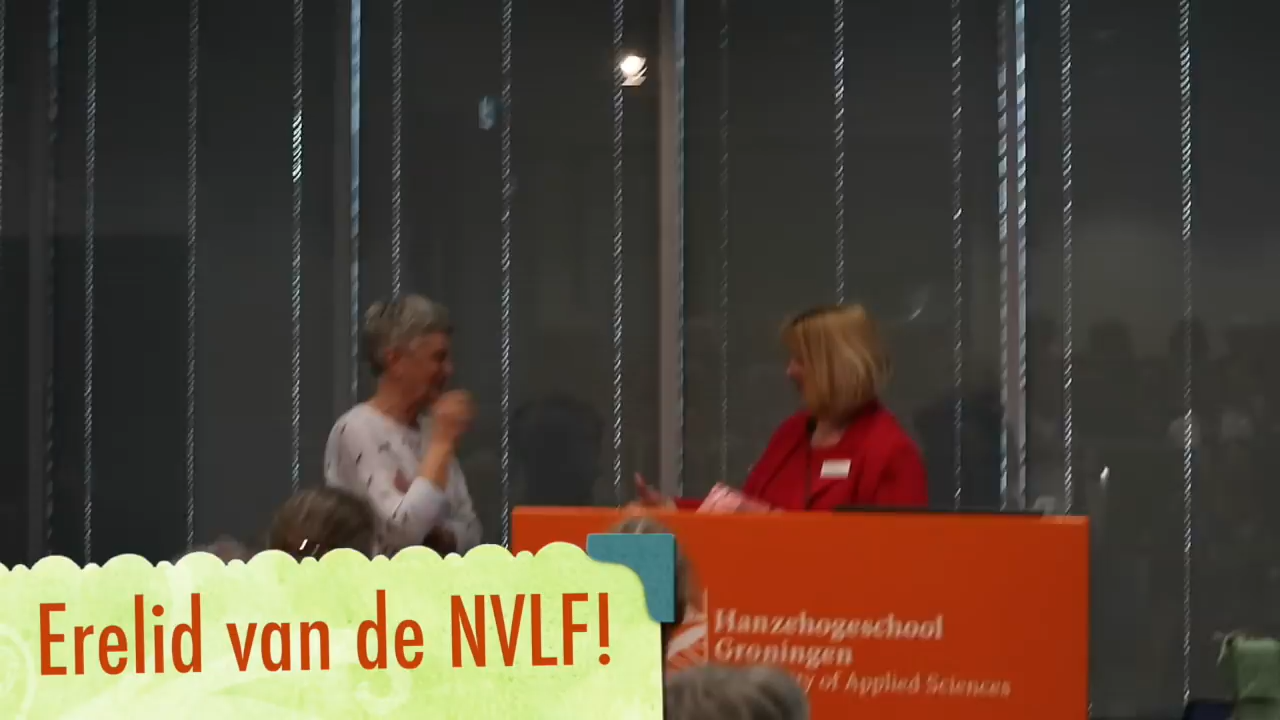 Erelid van de NVLF!
Hanzehogeschool
Groningen
of Applied Sciences